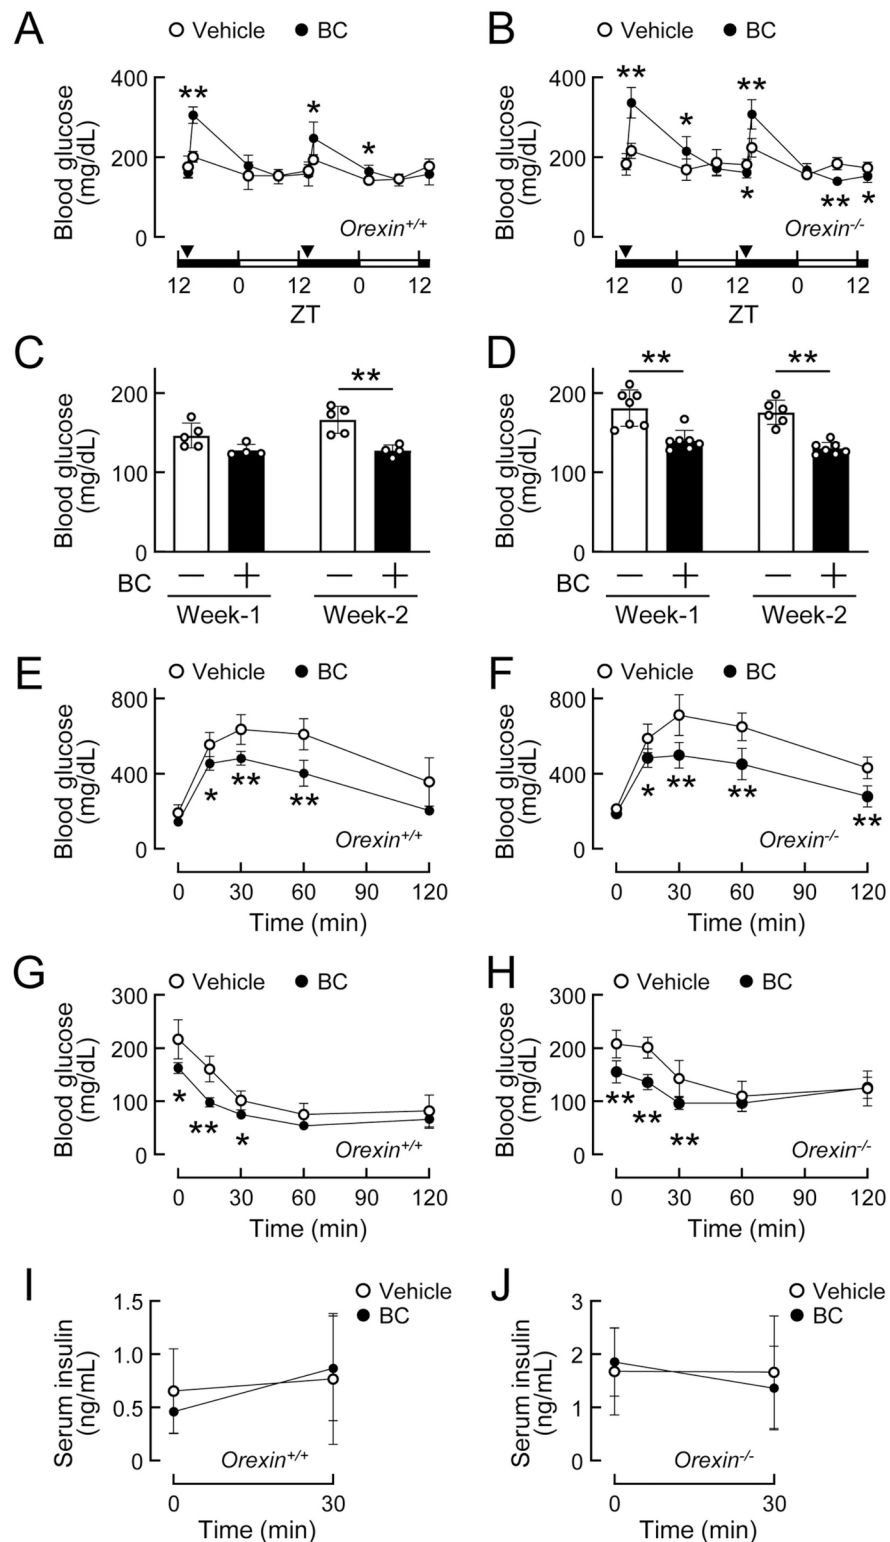 A
○ Vehicle ● BC
Blood glucose
(mg/dL)
400
200
0
**
*
*
Orexin+/+
12 0 12 0 12
ZT
B
○ Vehicle ● BC
Blood glucose
(mg/dL)
400
200
0
**
*
**
*
**
*
Orexin-/-
12 0 12 0 12
ZT
C
Blood glucose
(mg/dL)
200
100
0
**
BC − + − +
Week-1 Week-2
D
Blood glucose
(mg/dL)
200
100
0
** **
BC − + − +
Week-1 Week-2
E
○ Vehicle ● BC
Blood glucose
(mg/dL)
800
400
0
* ** **
Orexin+/+
0 30 60 90 120
Time (min)
F
○ Vehicle ● BC
Blood glucose
(mg/dL)
800
400
0
* ** ** **
Orexin-/-
0 30 60 90 120
Time (min)
G
○ Vehicle ● BC
Blood glucose
(mg/dL)
300
200
100
0
* ** *
Orexin+/+
0 30 60 90 120
Time (min)
H
○ Vehicle ● BC
Blood glucose
(mg/dL)
300
200
100
0
** ** **
Orexin-/-
0 30 60 90 120
Time (min)
I
○ Vehicle
● BC
Serum insulin
(ng/mL)
1.5
1.0
0.5
0
Orexin+/+
0 30
Time (min)
J
○ Vehicle
● BC
Serum insulin
(ng/mL)
3
2
1
0
Orexin-/-
0 30
Time (min)